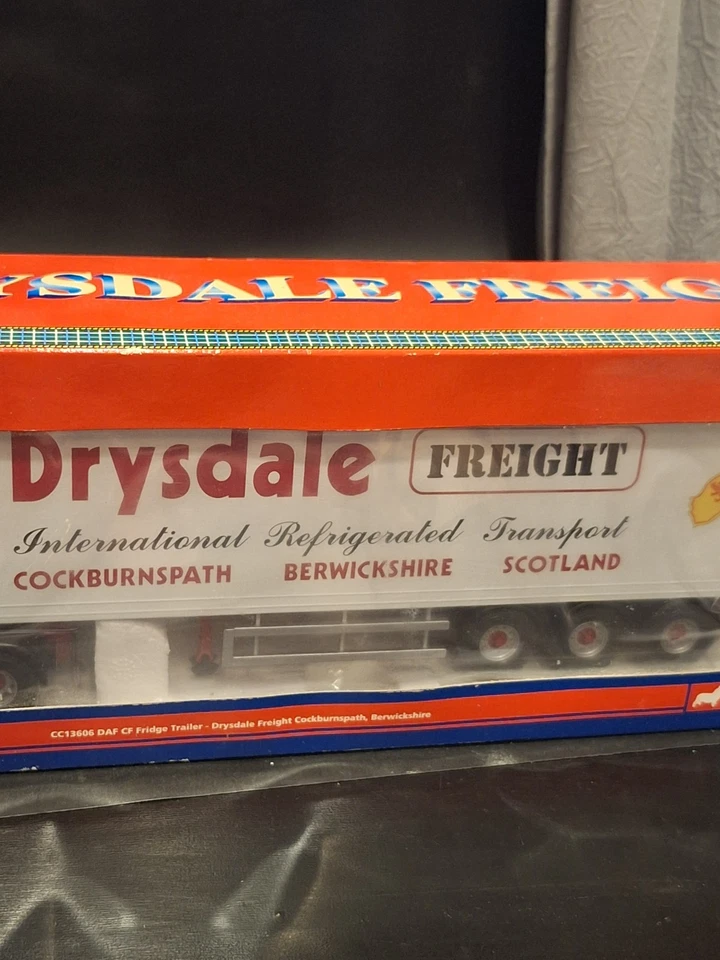 YSDALE FREIG
Drysdale FREIGHT
International Refrigerated Transport
COCKBURNSPATH BERWICKSHIRE SCOTLAND
CC13606 DAF CF Fridge Trailer - Drysdale Freight Cockburnspath, Berwickshire